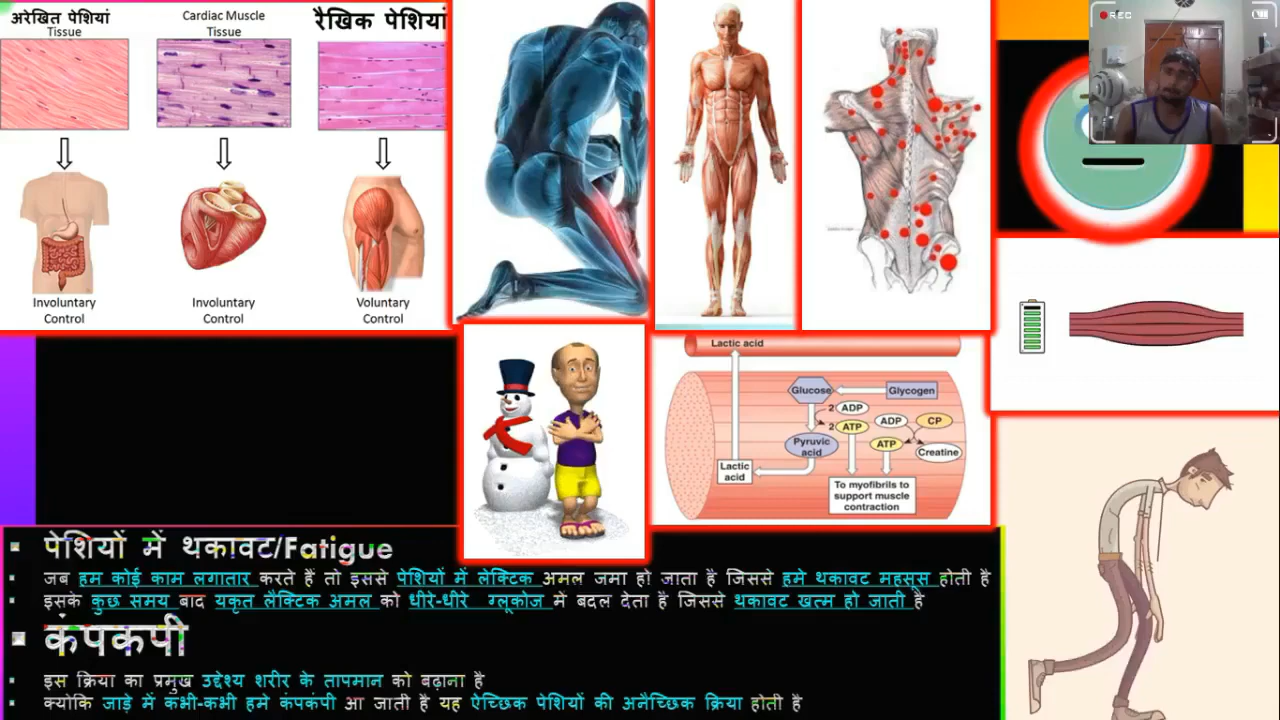 अरेखित पेशियां
Tissue
Cardiac Muscle
Tissue
रैखिक पेशियां
Involuntary
Control
Involuntary
Control
Voluntary
Control
REC
Lactic acid
Glucose
Glycogen
2 ADP
2 ATP
ADP
CP
ATP
Creatine
Pyruvic
acid
Lactic
acid
To myofibrils to
support muscle
contraction
पेशियों में थकावट/Fatigue
जब हम कोई काम लगातार करते हैं तो इससे पेशियों में लेक्टिक अमल जमा हो जाता है जिससे हमे थकावट महसूस होती है
इसके कुछ समय बाद यकृत लैक्टिक अमल को धीरे-धीरे ग्लूकोज में बदल देता है जिससे थकावट खत्म हो जाती है
कंपकपी
इस क्रिया का प्रमुख उद्देश्य शरीर के तापमान को बढ़ाना है
क्योकि जाड़े में कभी-कभी हमे कंपकंपी आ जाती है यह ऐच्छिक पेशियों की अनैच्छिक क्रिया होती है